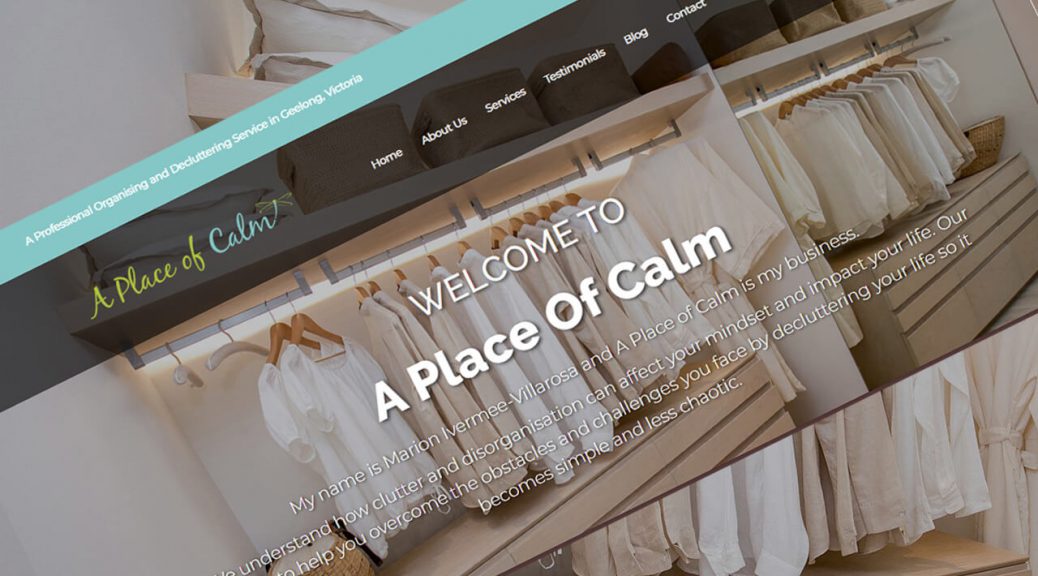 A Professional Organising and Decluttering Service in Geelong, Victoria
A Place of Calm
Home About Us Services Testimonials Blog Contact
WELCOME TO
A Place Of Calm
My name is Marion Ivermee-Villarosa and A Place of Calm is my business.
understand how clutter and disorganisation can affect your mindset and impact your life. Our
to help you overcome the obstacles and challenges you face by decluttering your life so it
becomes simple and less chaotic.